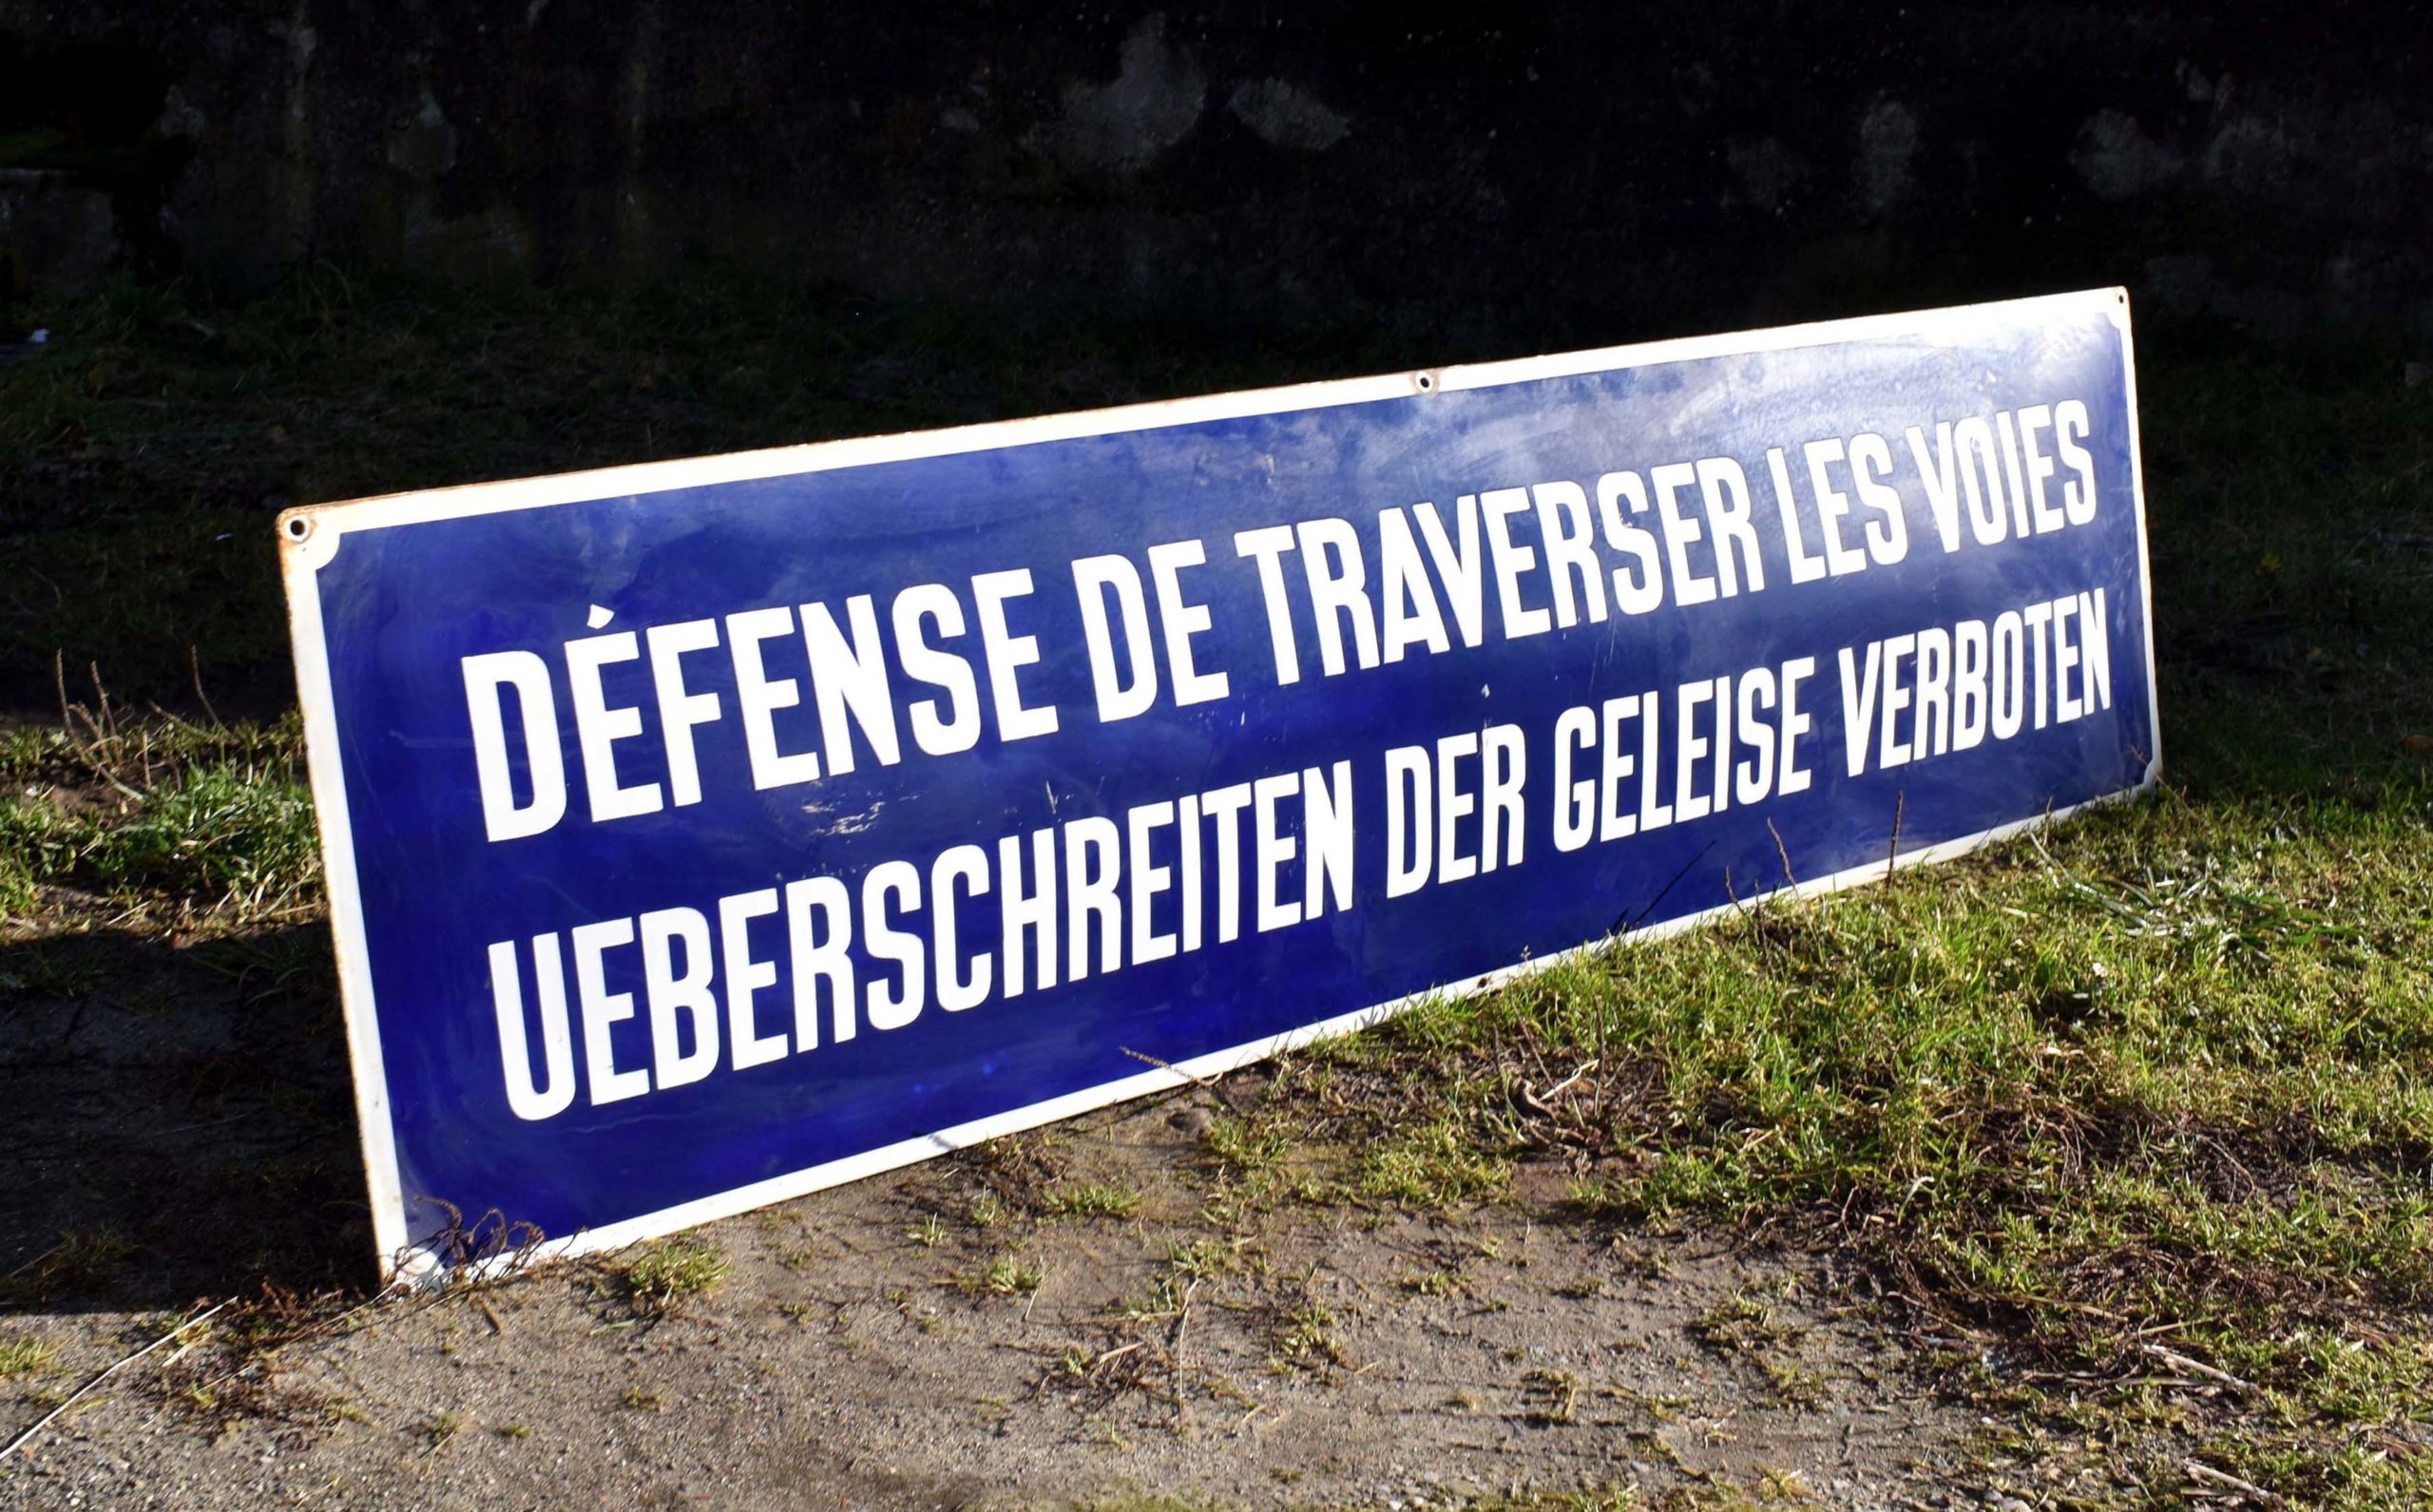 DÉFENSE DE TRAVERSER LES VOIES
UEBERSCHREITEN DER GELEISE VERBOTEN